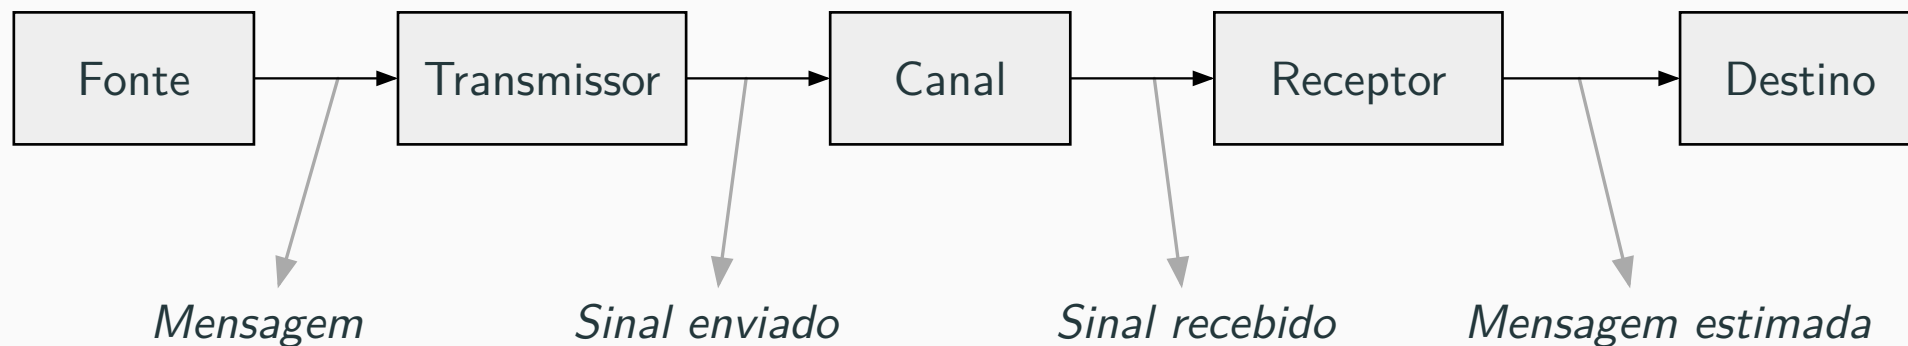 Fonte
Transmissor
Canal
Receptor
Destino
Mensagem
Sinal enviado
Sinal recebido
Mensagem estimada